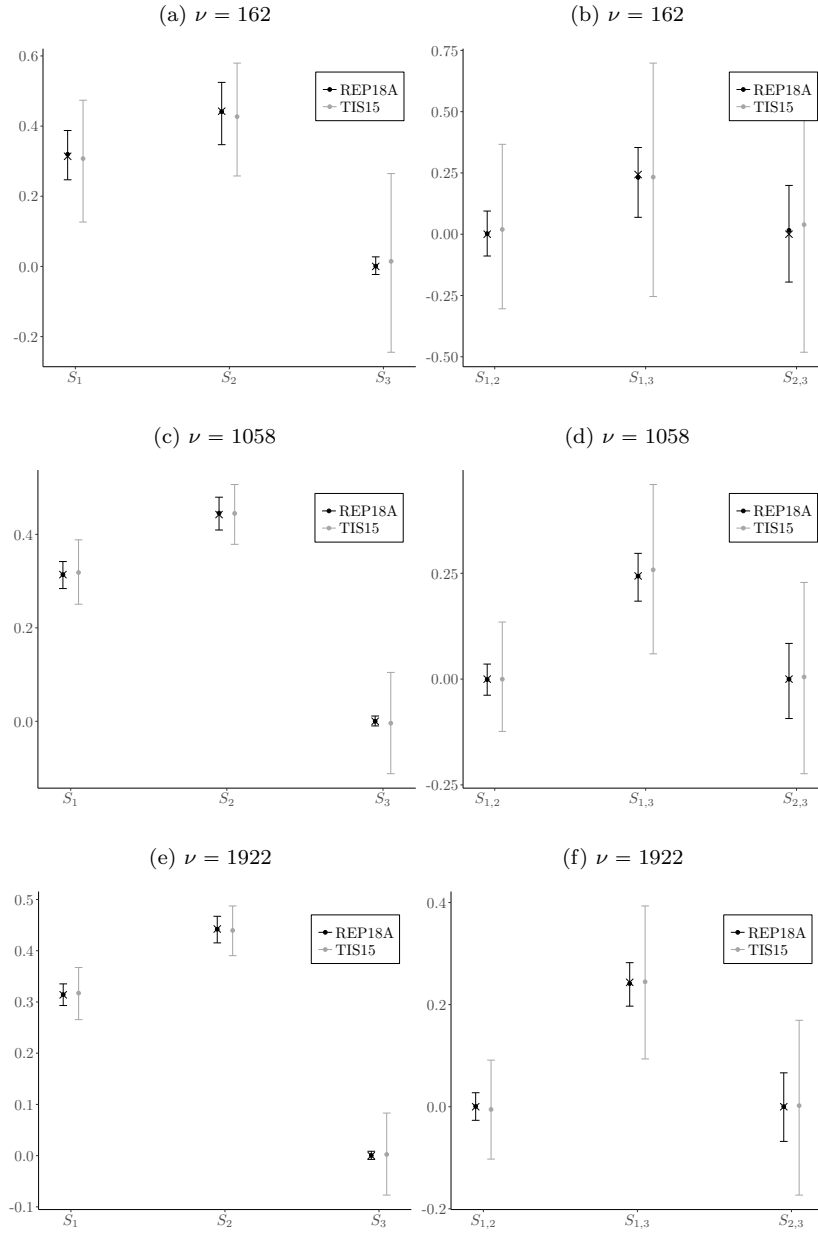 (a) ν = 162
0.6
0.4
0.2
0.0
-0.2
S₁
S₂
S₃
REP18A
TIS15
(b) ν = 162
0.75
0.50
0.25
0.00
-0.25
-0.50
S₁,₂
S₁,₃
S₂,₃
REP18A
TIS15
(c) ν = 1058
0.4
0.2
0.0
S₁
S₂
S₃
REP18A
TIS15
(d) ν = 1058
0.25
0.00
-0.25
S₁,₂
S₁,₃
S₂,₃
REP18A
TIS15
(e) ν = 1922
0.5
0.4
0.3
0.2
0.1
0.0
-0.1
S₁
S₂
S₃
REP18A
TIS15
(f) ν = 1922
0.4
0.2
0.0
-0.2
S₁,₂
S₁,₃
S₂,₃
REP18A
TIS15